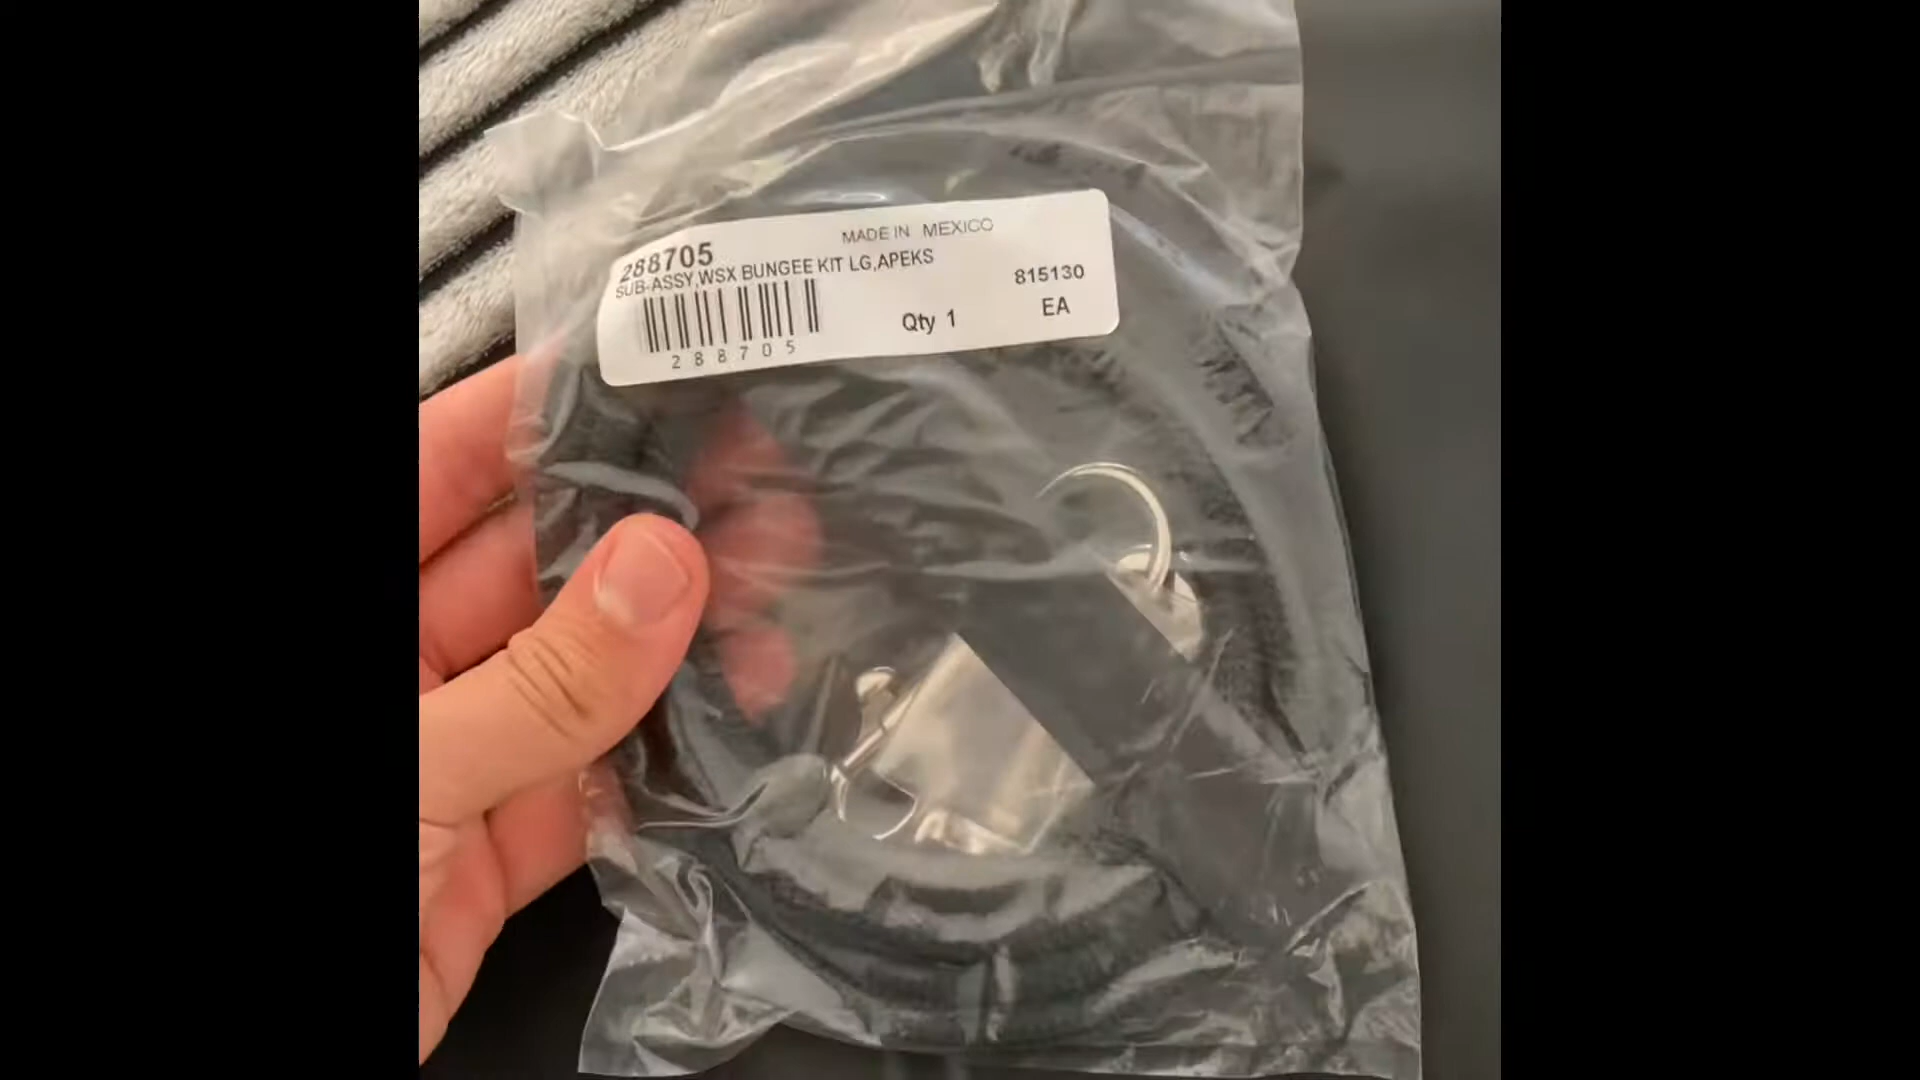 MADE IN MEXICO
288705
SUB-ASSY,WSX BUNGEE KIT LG,APEKS
815130
Qty 1
EA
288705